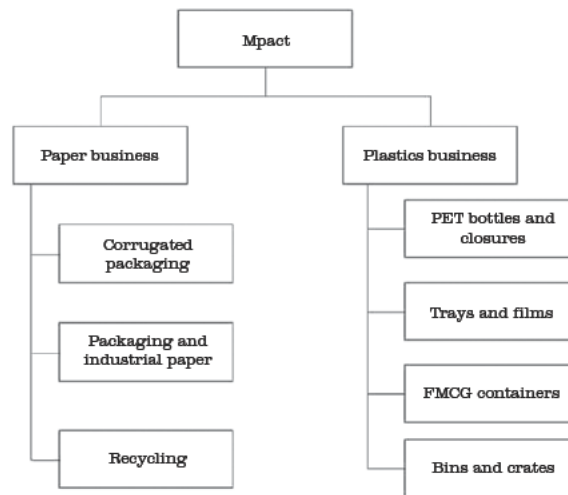 Mpact
Paper business
Plastics business
Corrugated
packaging
Packaging and
industrial paper
Recycling
PET bottles and
closures
Trays and films
FMCG containers
Bins and crates